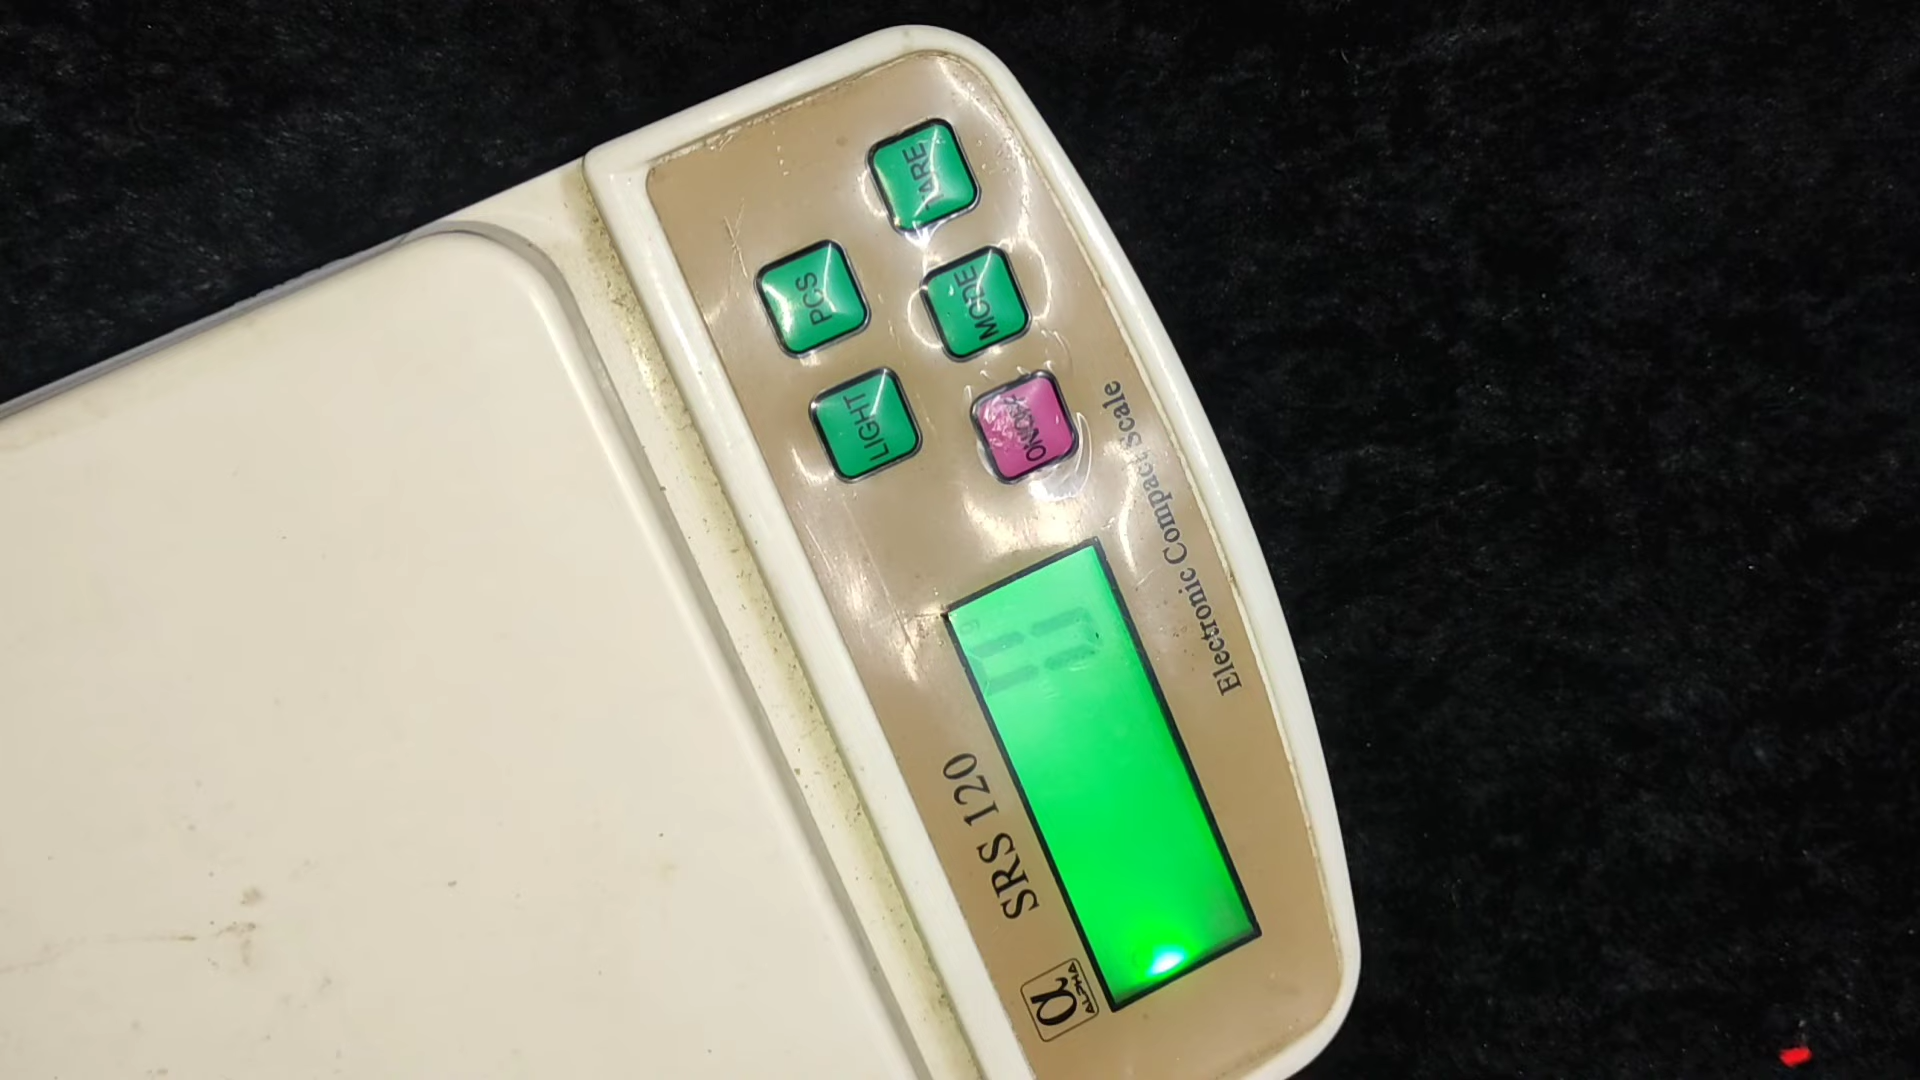 α
ALPHA
SRS 120
LIGHT
PCS
ON/OFF
MODE
TARE
Electronic Compact Scale